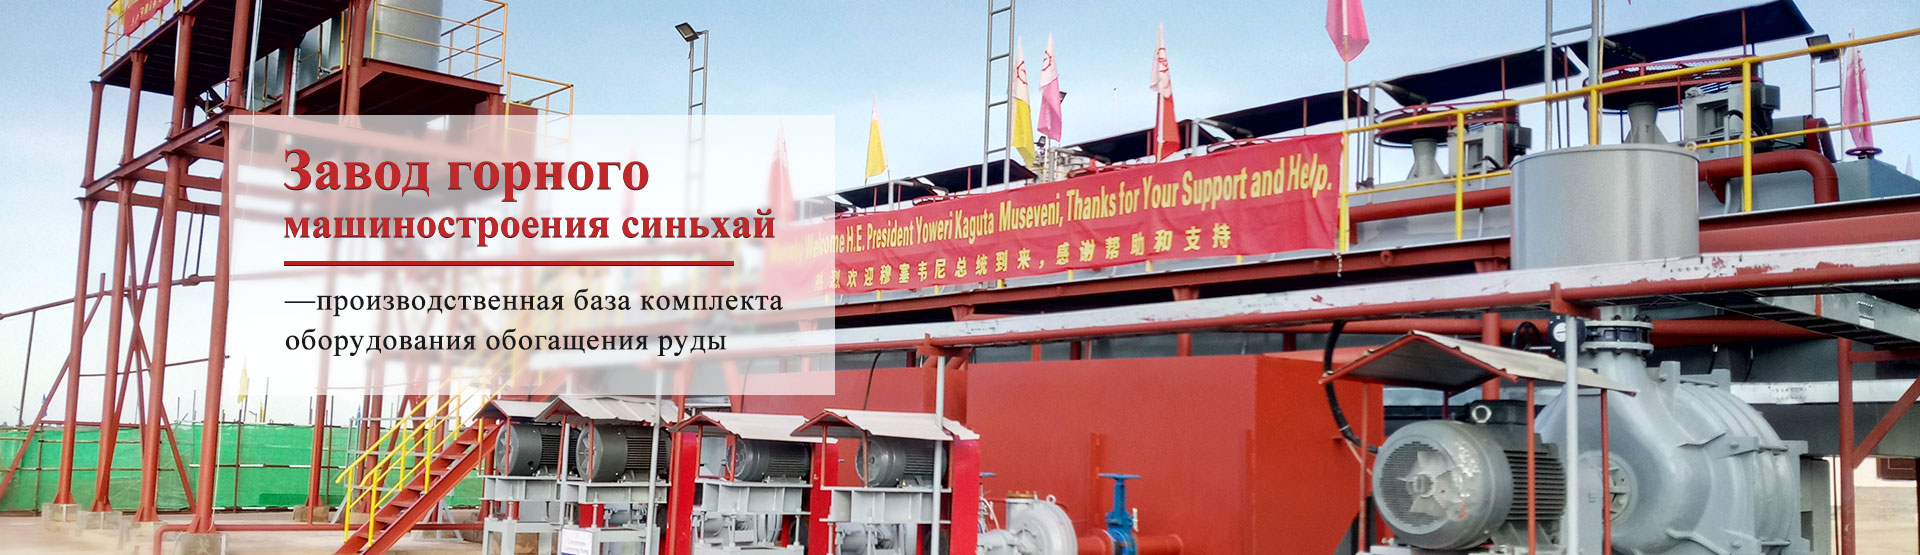 Завод горного
машиностроения синьхай
—производственная база комплекта
оборудования обогащения руды
Welcome H.E. President Yoweri Kaguta Museveni, Thanks for Your Support and Help.
热烈欢迎穆塞韦尼总统到来，感谢帮助和支持